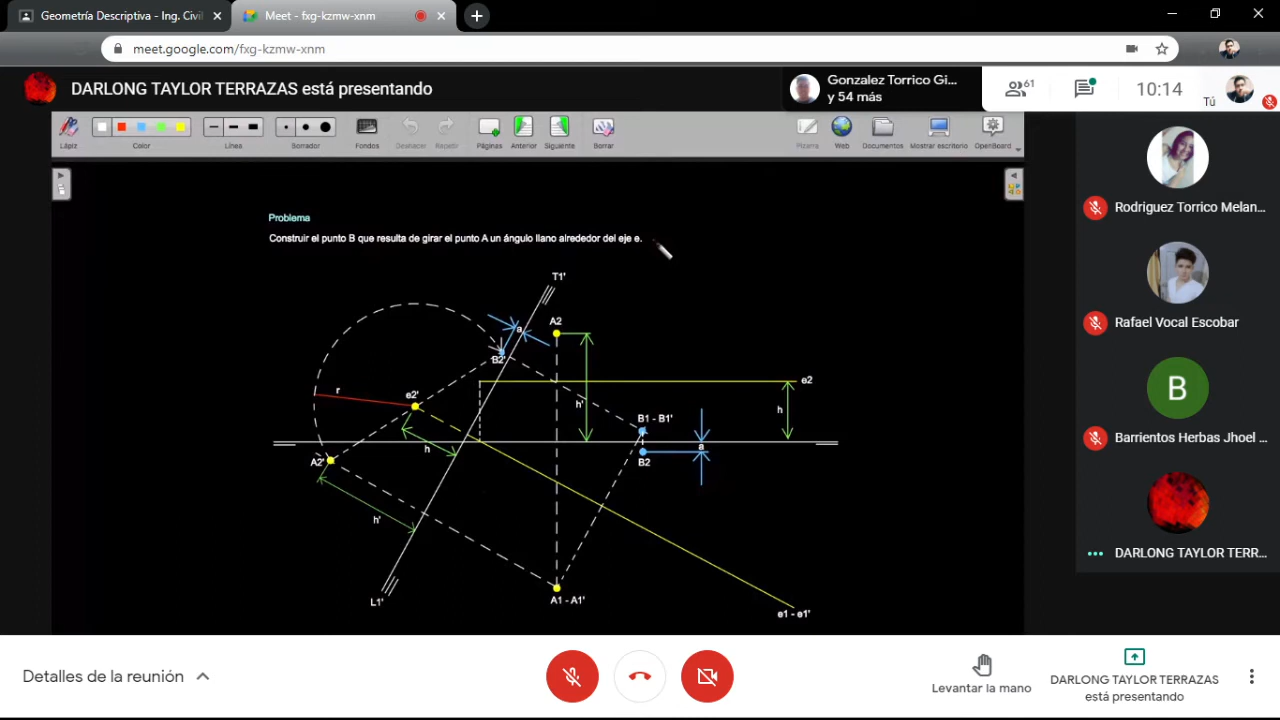 Geometría Descriptiva - Ing. Civil
Meet - fxg-kzmw-xnm
meet.google.com/fxg-kzmw-xnm
DARLONG TAYLOR TERRAZAS está presentando
Gonzalez Torrico Gi...
y 54 más
61
10:14
Tú
Lápiz
Color
Línea
Borrador
Fondos
Deshacer
Repetir
Páginas
Anterior
Siguiente
Borrar
Pizarra
Web
Documentos
Mostrar escritorio
OpenBoard
Problema
Construir el punto B que resulta de girar el punto A un ángulo llano alrededor del eje e.
T1'
a
A2
B2'
r
e2'
e2
h'
h
B1 - B1'
a
B2
h
A2'
h'
L1'
A1 - A1'
e1 - e1'
Rodriguez Torrico Melan...
Rafael Vocal Escobar
B
Barrientos Herbas Jhoel ...
DARLONG TAYLOR TERR...
Detalles de la reunión
Levantar la mano
DARLONG TAYLOR TERRAZAS
está presentando